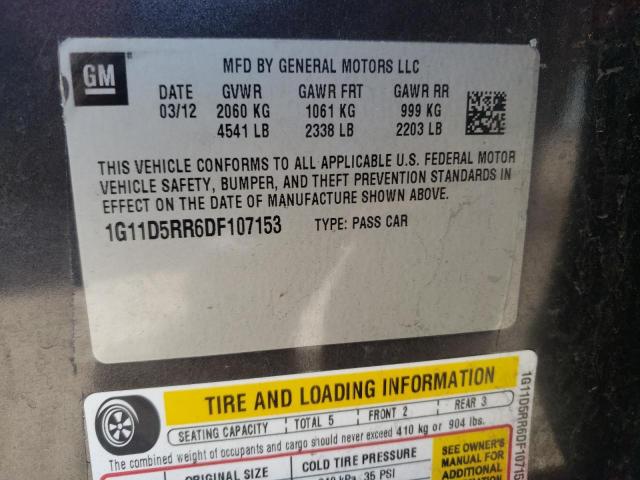 GM
MFD BY GENERAL MOTORS LLC
DATE GVWR GAWR FRT GAWR RR
03/12 2060 KG 1061 KG 999 KG
4541 LB 2338 LB 2203 LB
THIS VEHICLE CONFORMS TO ALL APPLICABLE U.S. FEDERAL MOTOR
VEHICLE SAFETY, BUMPER, AND THEFT PREVENTION STANDARDS
IN EFFECT ON THE DATE OF MANUFACTURE SHOWN ABOVE.
1G11D5RR6DF107153 TYPE: PASS CAR
TIRE AND LOADING INFORMATION
SEATING CAPACITY TOTAL 5 FRONT 2 REAR 3
The combined weight of occupants and cargo should never exceed 410 kg or 904 lbs.
ORIGINAL SIZE COLD TIRE PRESSURE
kPa, 35 PSI
SEE OWNER'S
MANUAL FOR
ADDITIONAL
1G11D5RR6DF10715